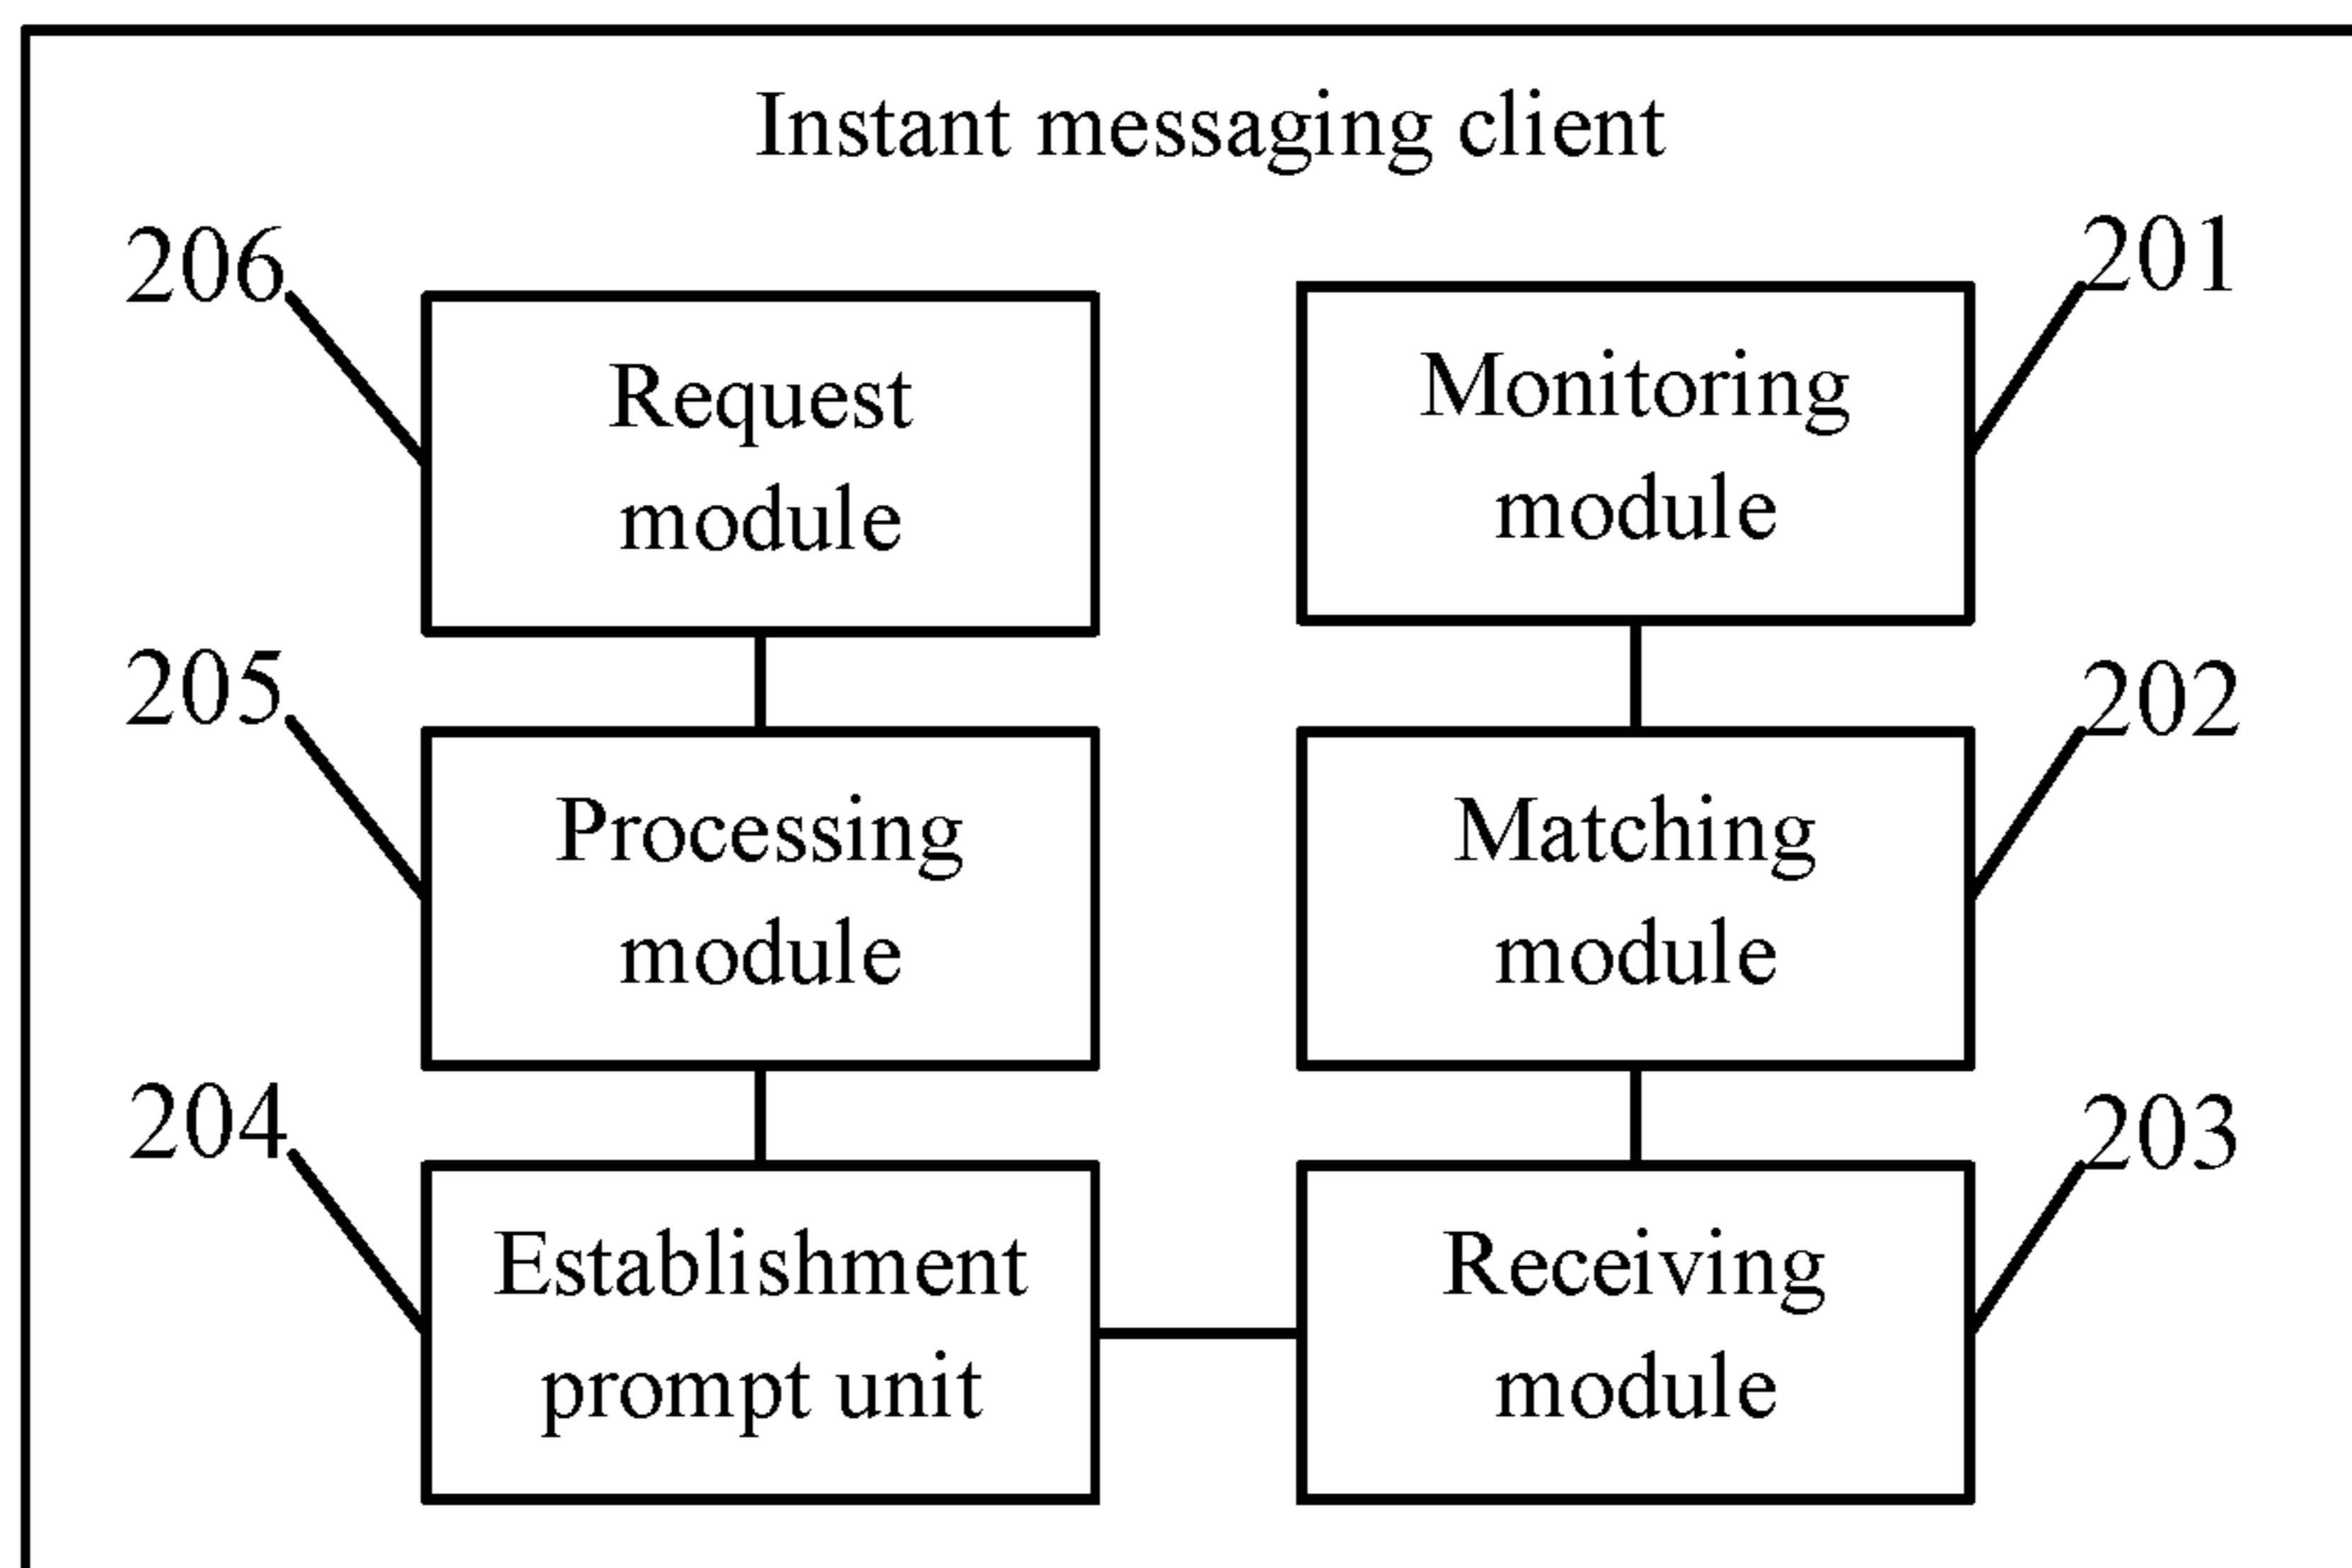 Instant messaging client
206
Request
module
201
Monitoring
module
205
Processing
module
202
Matching
module
204
Establishment
prompt unit
203
Receiving
module